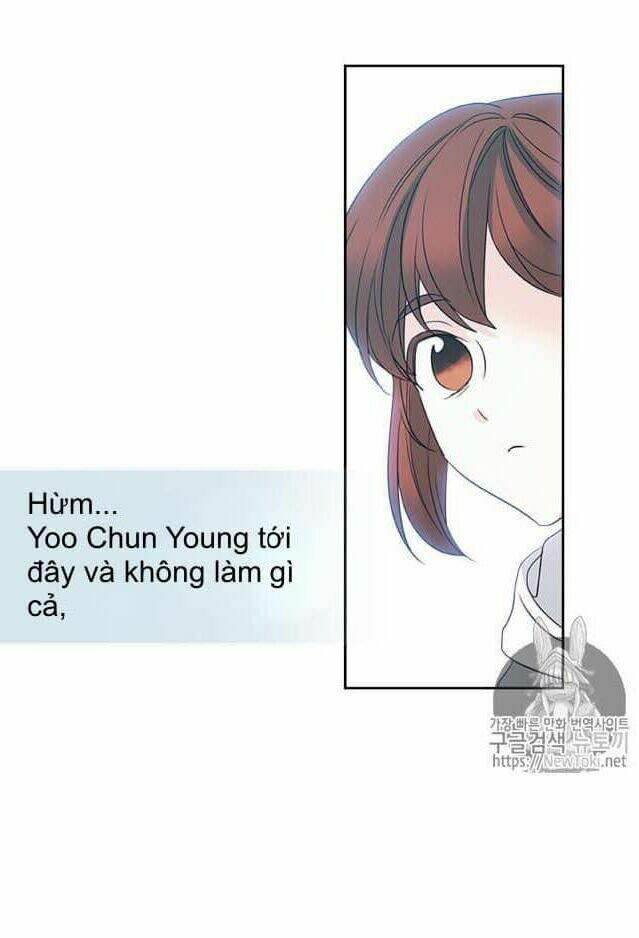 Hừm...
Yoo Chun Young tới
đây và không làm gì
cả,
가장 빠른 만화 번역사이트
구글검색 뉴토끼
https://NewToki.net